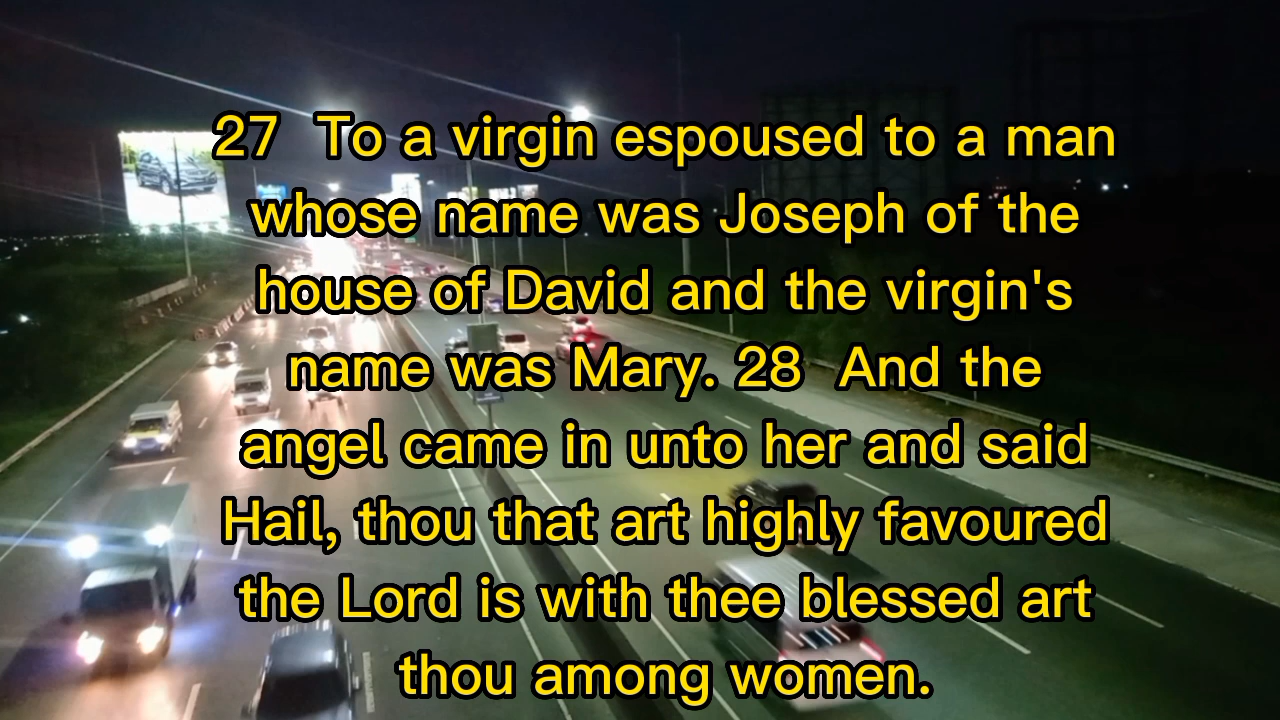 27  To a virgin espoused to a man
whose name was Joseph of the
house of David and the virgin's
name was Mary. 28  And the
angel came in unto her and said
Hail, thou that art highly favoured
the Lord is with thee blessed art
thou among women.